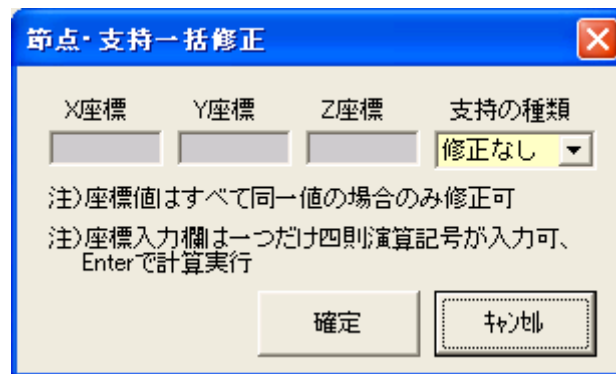 節点・支持一括修正
X座標 Y座標 Z座標 支持の種類
修正なし
注)座標値はすべて同一値の場合のみ修正可
注)座標入力欄は一つだけ四則演算記号が入力可、
Enterで計算実行
確定 ｷｬﾝｾﾙ